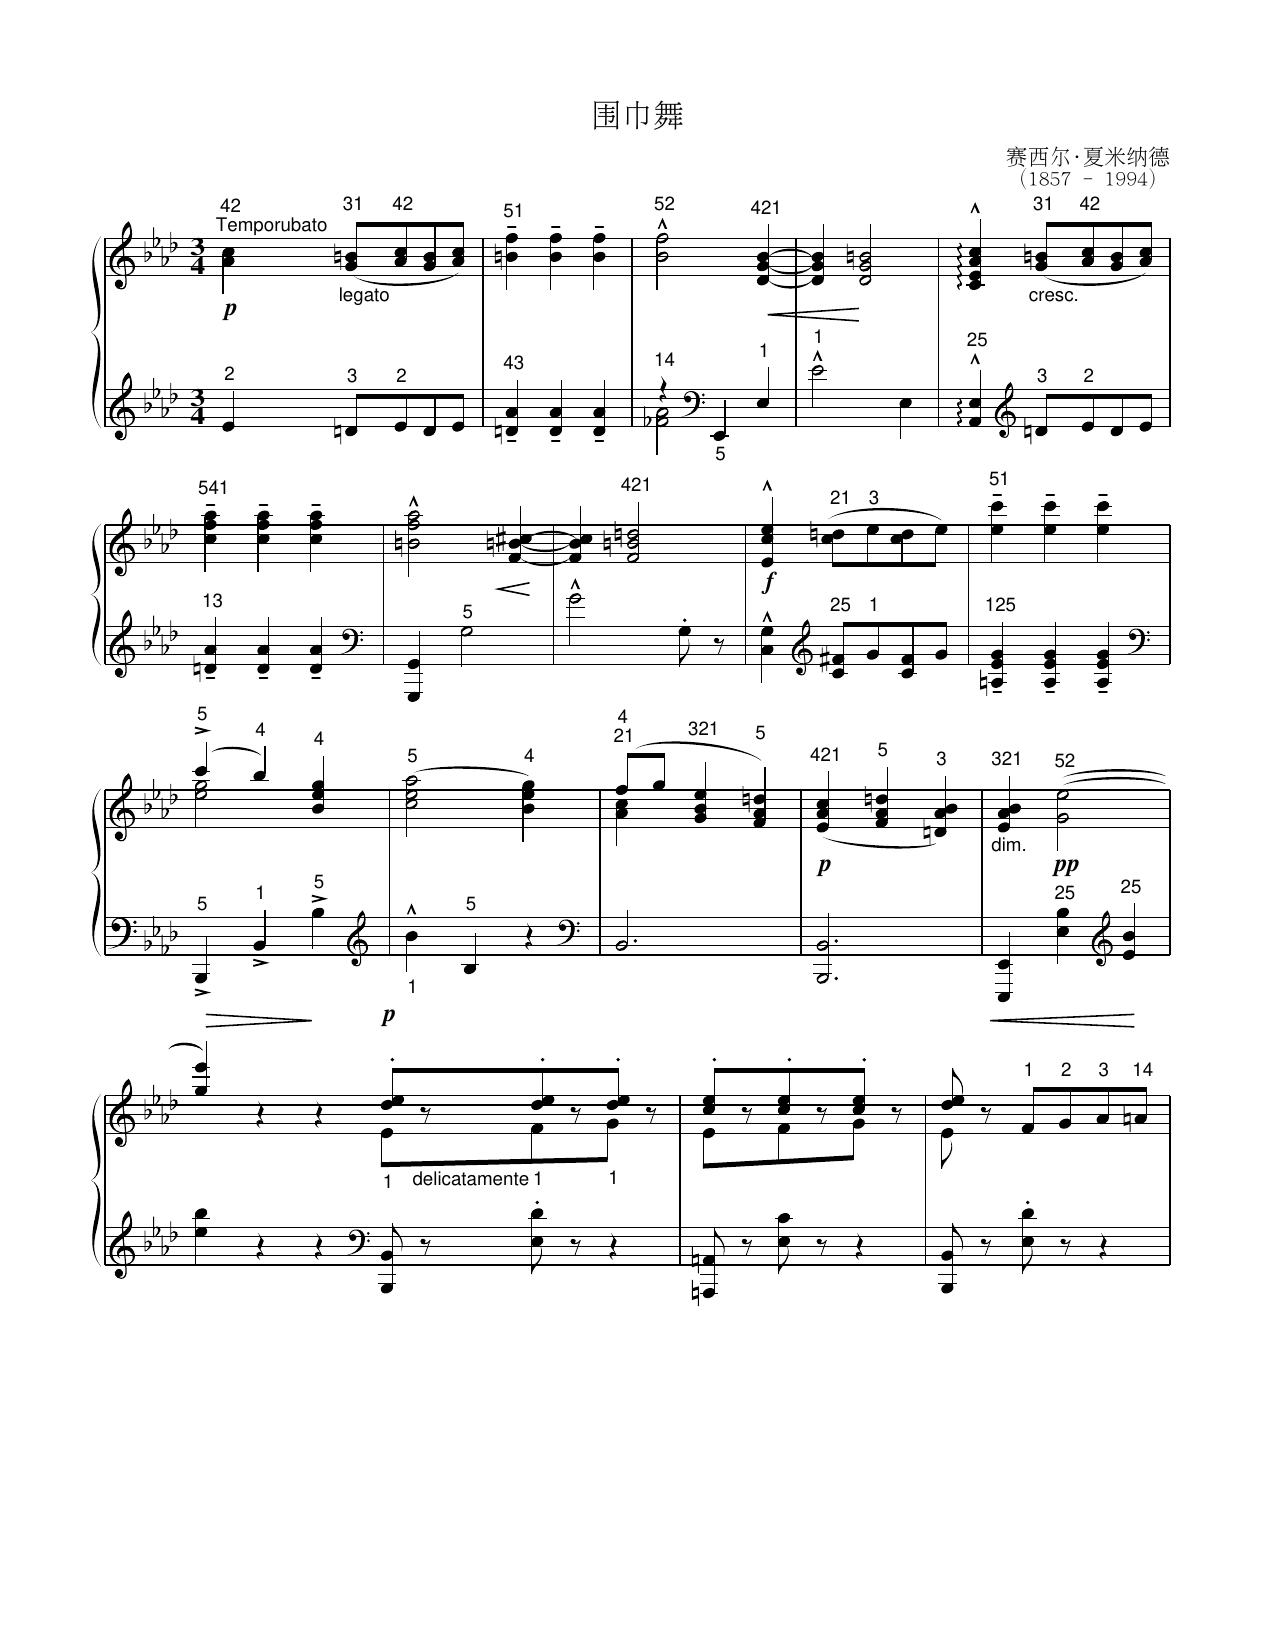 围巾舞
赛西尔·夏米纳德
(1857 - 1994)
42 31 42 51 52 421 31 42
Temporubato
p legato cresc.
2 3 2 43 14 1 1 25 3 2
3 4
3 4
5
541 421 21 3 51
f
13 5 25 1 125
5 4 4 5 4 4 321 5 421 5 3 321 52
21
p dim. pp
5 1 5 5 25 25
1
p
1 2 3 14
1 delicatamente 1 1